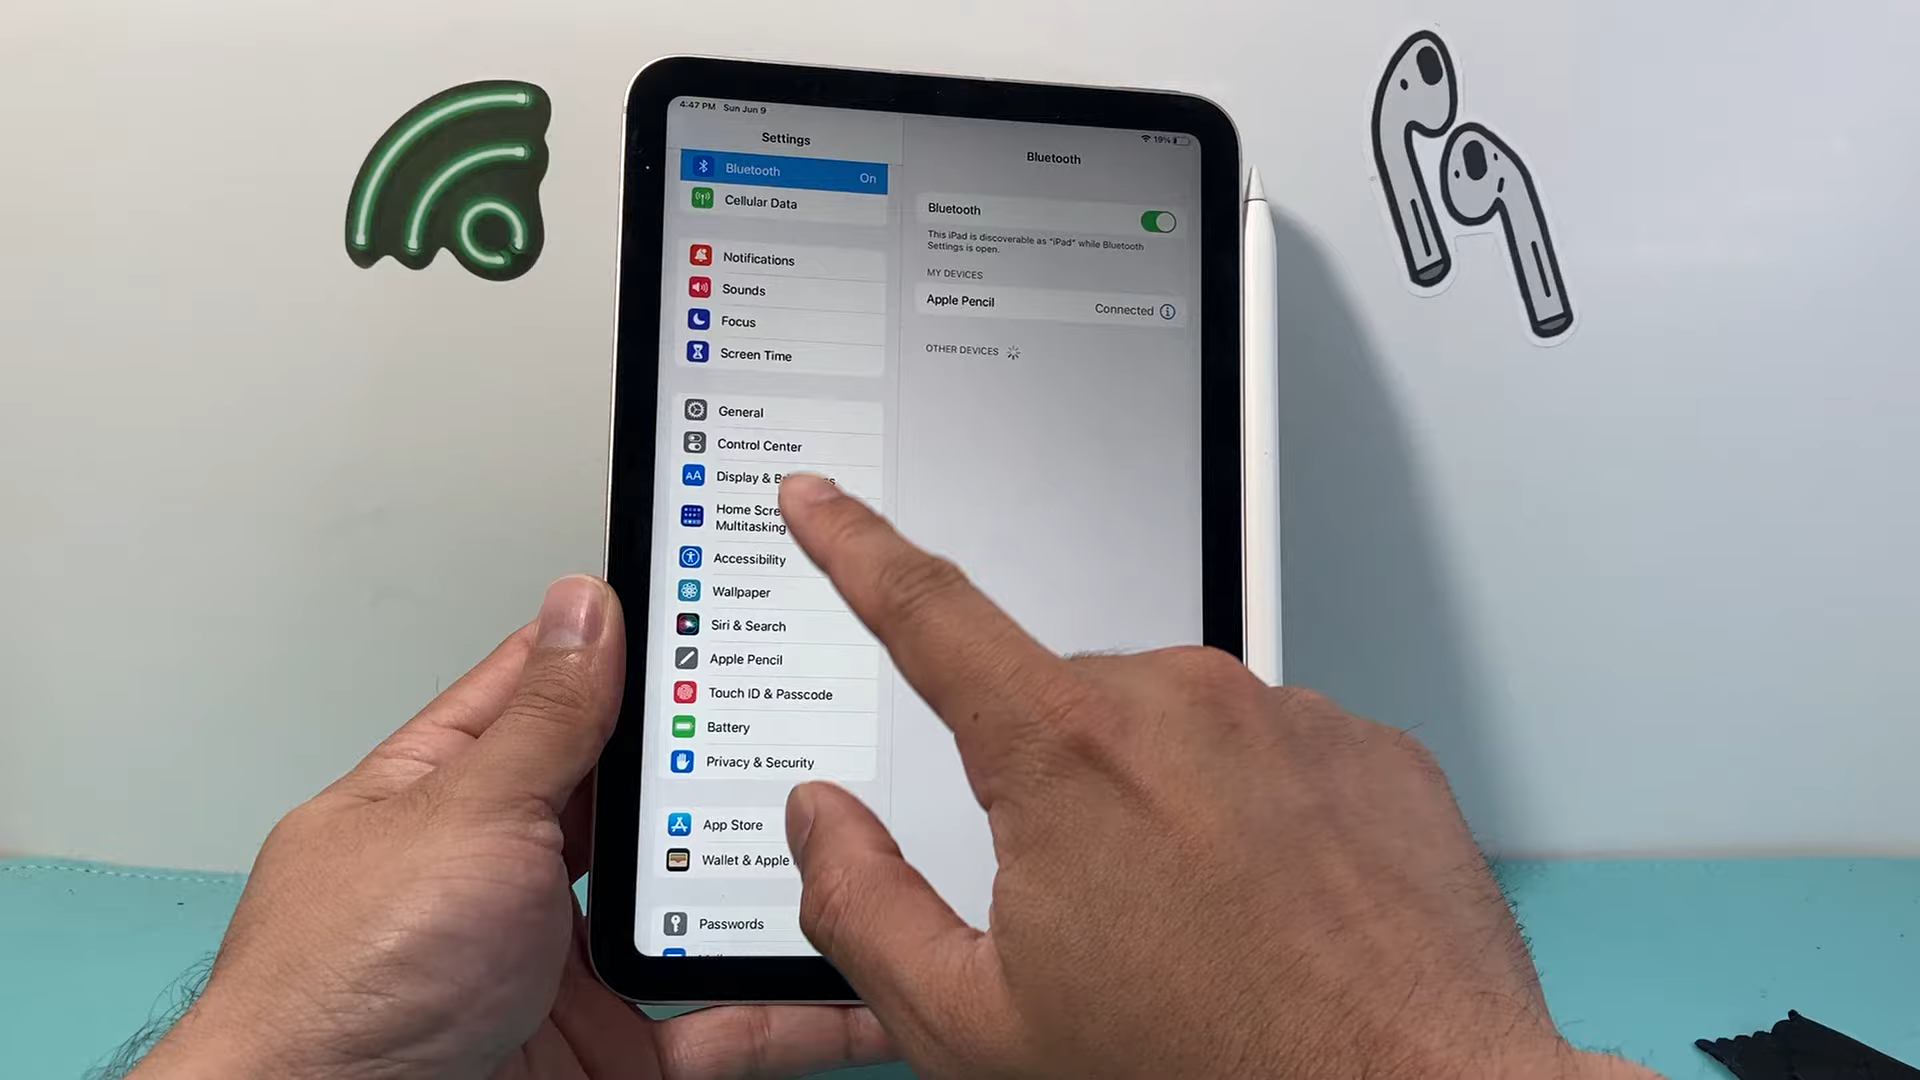 4:47 PM Sun Jun 9
19%
Settings
Bluetooth On
Cellular Data
Notifications
Sounds
Focus
Screen Time
General
Control Center
Display &
Home
Multitasking
Accessibility
Wallpaper
AA
Siri & Search
Apple Pencil
Touch ID & Passcode
Battery
Privacy & Security
App Store
Wallet & Apple
Passwords
Bluetooth
Bluetooth
This iPad is discoverable as "iPad" while Bluetooth
Settings is open.
MY DEVICES
Apple Pencil Connected
OTHER DEVICES